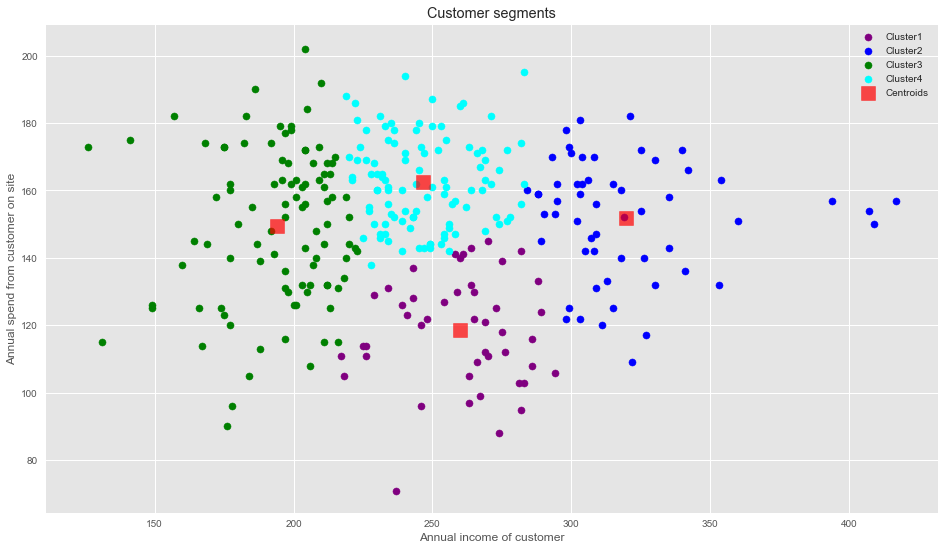 Customer segments
Cluster1
Cluster2
Cluster3
Cluster4
Centroids
Annual spend from customer on site
200
180
160
140
120
100
80
150
200
250
300
350
400
Annual income of customer